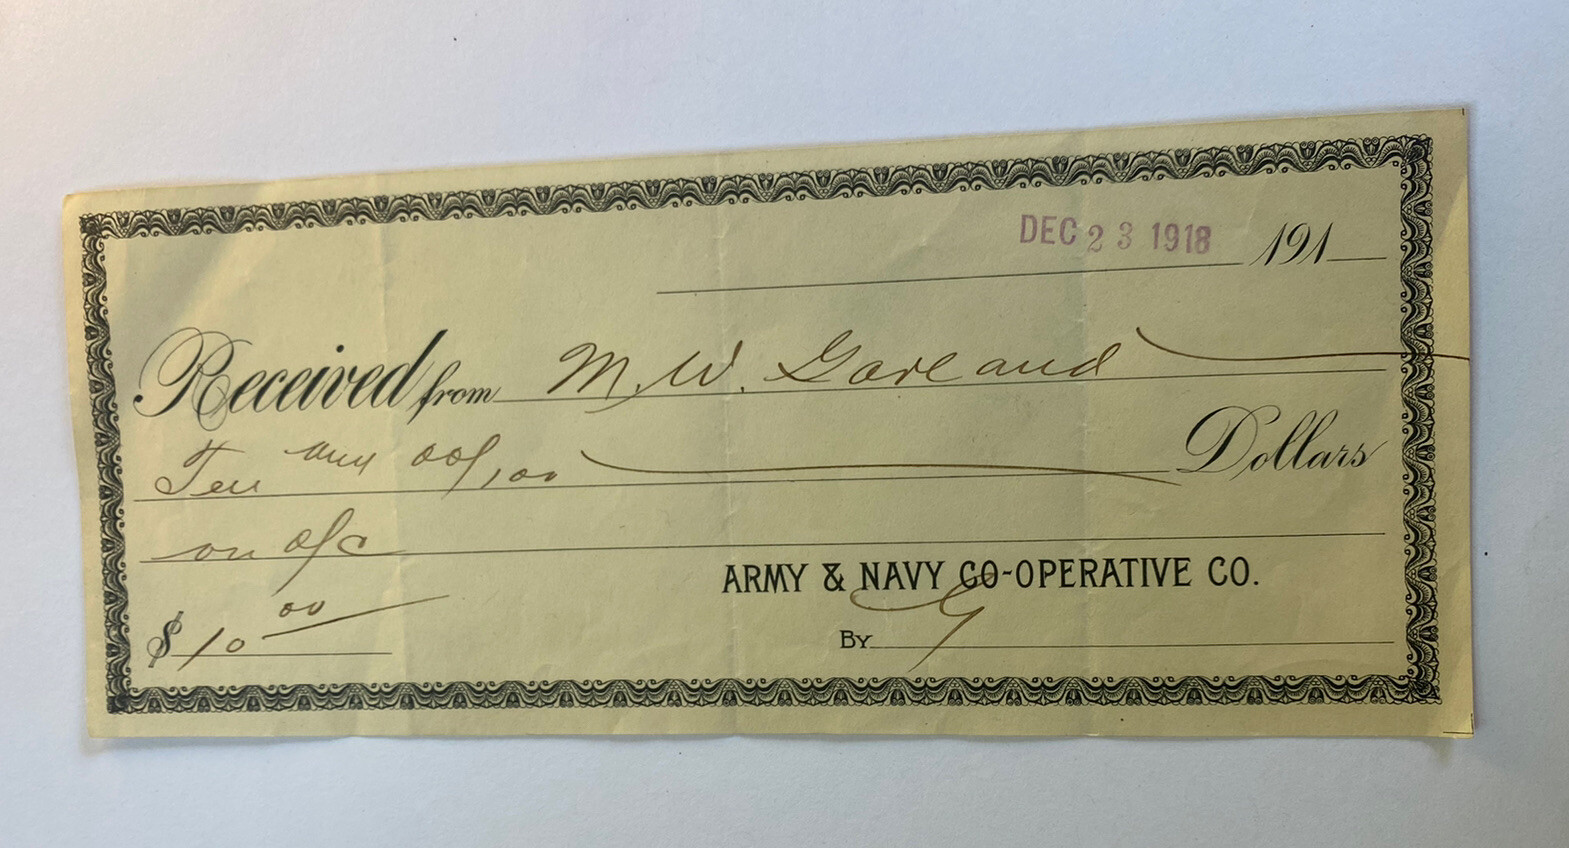 DEC 23 1918 191
Received from M. W. Garland
Ten and 00/100 Dollars
on a/c
ARMY & NAVY CO-OPERATIVE CO.
$ 10 00
By